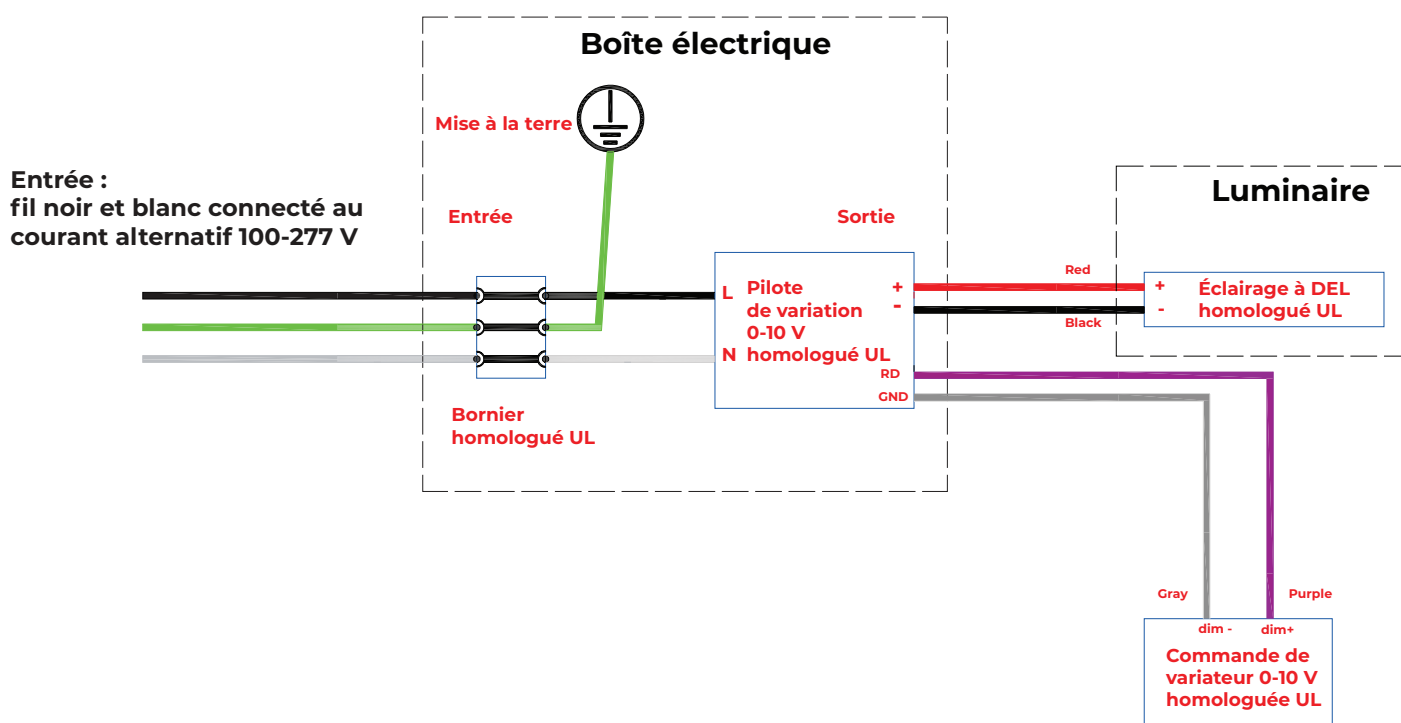 Boîte électrique
Mise à la terre
Entrée :
fil noir et blanc connecté au
courant alternatif 100-277 V
Entrée
Sortie
Luminaire
L
Pilote
de variation
0-10 V
homologué UL
N
+
-
RD
GND
Red
Black
+
-
Éclairage à DEL
homologué UL
Bornier
homologué UL
Gray
Purple
dim -
dim+
Commande de
variateur 0-10 V
homologuée UL